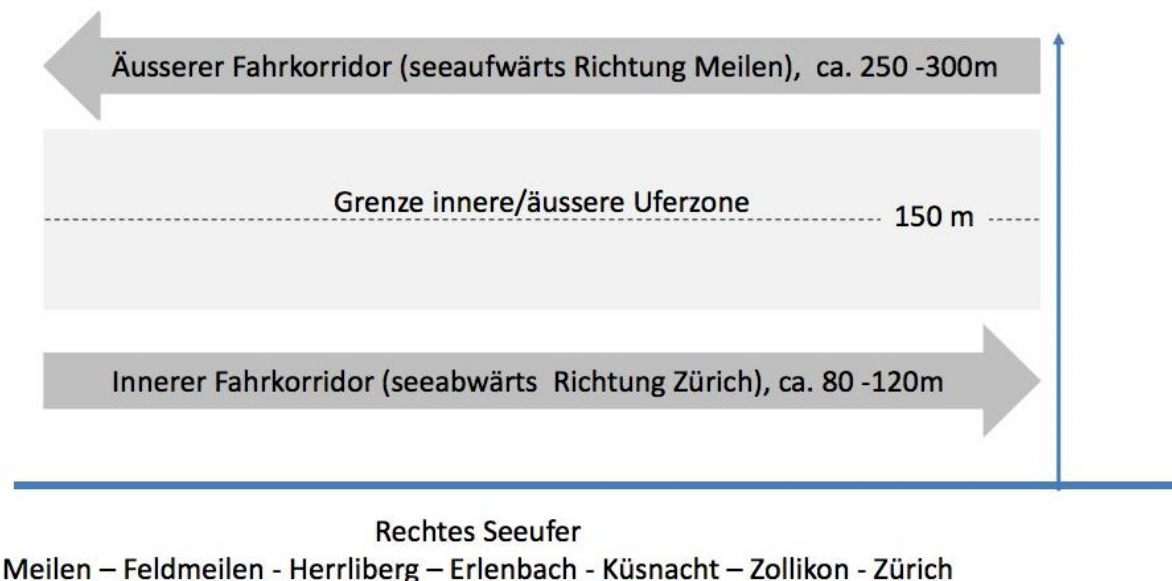 Äusserer Fahrkorridor (seeaufwärts Richtung Meilen), ca. 250 -300m
Grenze innere/äussere Uferzone
150 m
Innerer Fahrkorridor (seeabwärts Richtung Zürich), ca. 80 -120m
Rechtes Seeufer
Meilen – Feldmeilen - Herrliberg – Erlenbach - Küsnacht – Zollikon - Zürich